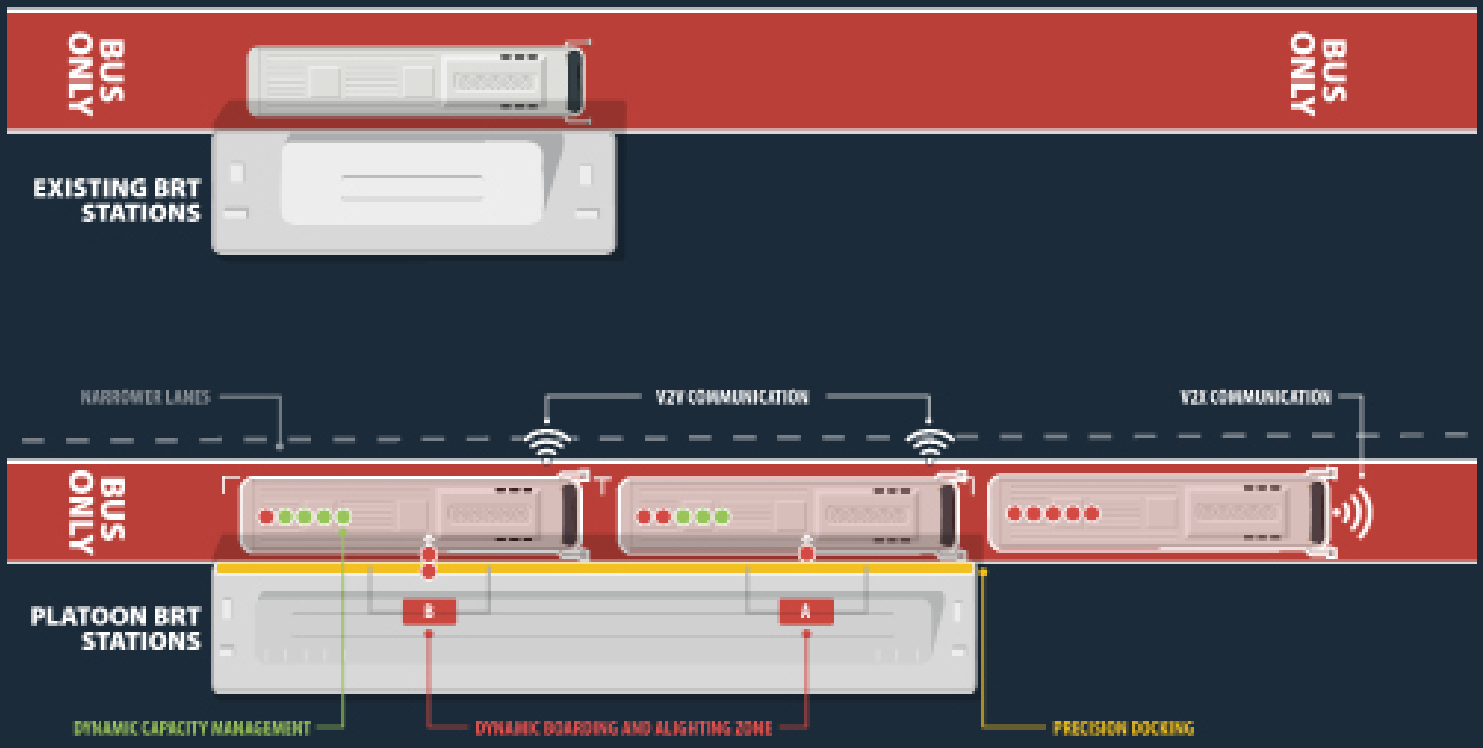 BUS
ONLY
BUS
ONLY
EXISTING BRT
STATIONS
NARROWER LANES
V2V COMMUNICATION
V2X COMMUNICATION
BUS
ONLY
B
A
PLATOON BRT
STATIONS
DYNAMIC CAPACITY MANAGEMENT
DYNAMIC BOARDING AND ALIGHTING ZONE
PRECISION DOCKING